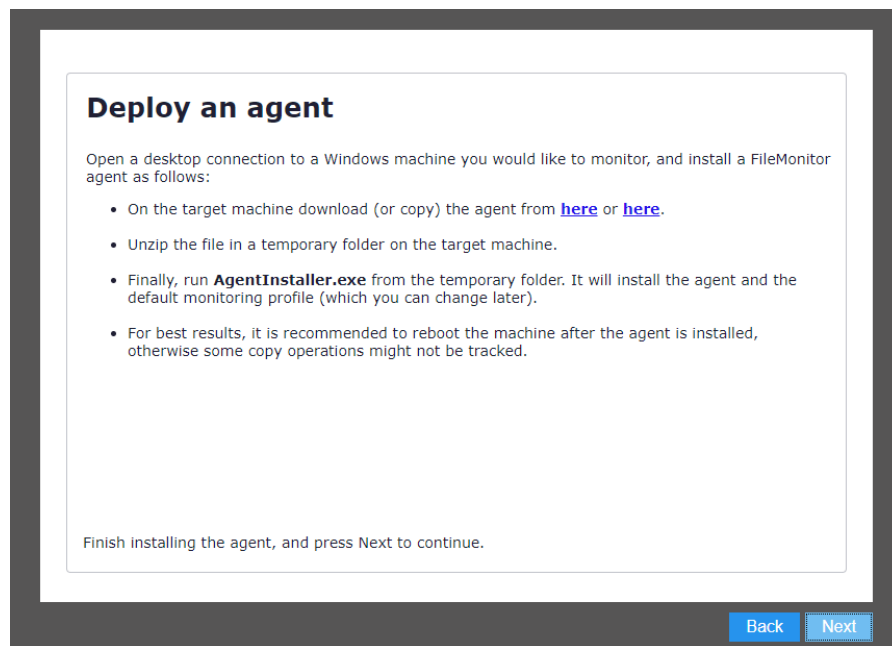 Deploy an agent
Open a desktop connection to a Windows machine you would like to monitor, and install a FileMonitor
agent as follows:
• On the target machine download (or copy) the agent from here or here.
• Unzip the file in a temporary folder on the target machine.
• Finally, run AgentInstaller.exe from the temporary folder. It will install the agent and the
default monitoring profile (which you can change later).
• For best results, it is recommended to reboot the machine after the agent is installed,
otherwise some copy operations might not be tracked.
Finish installing the agent, and press Next to continue.
Back Next